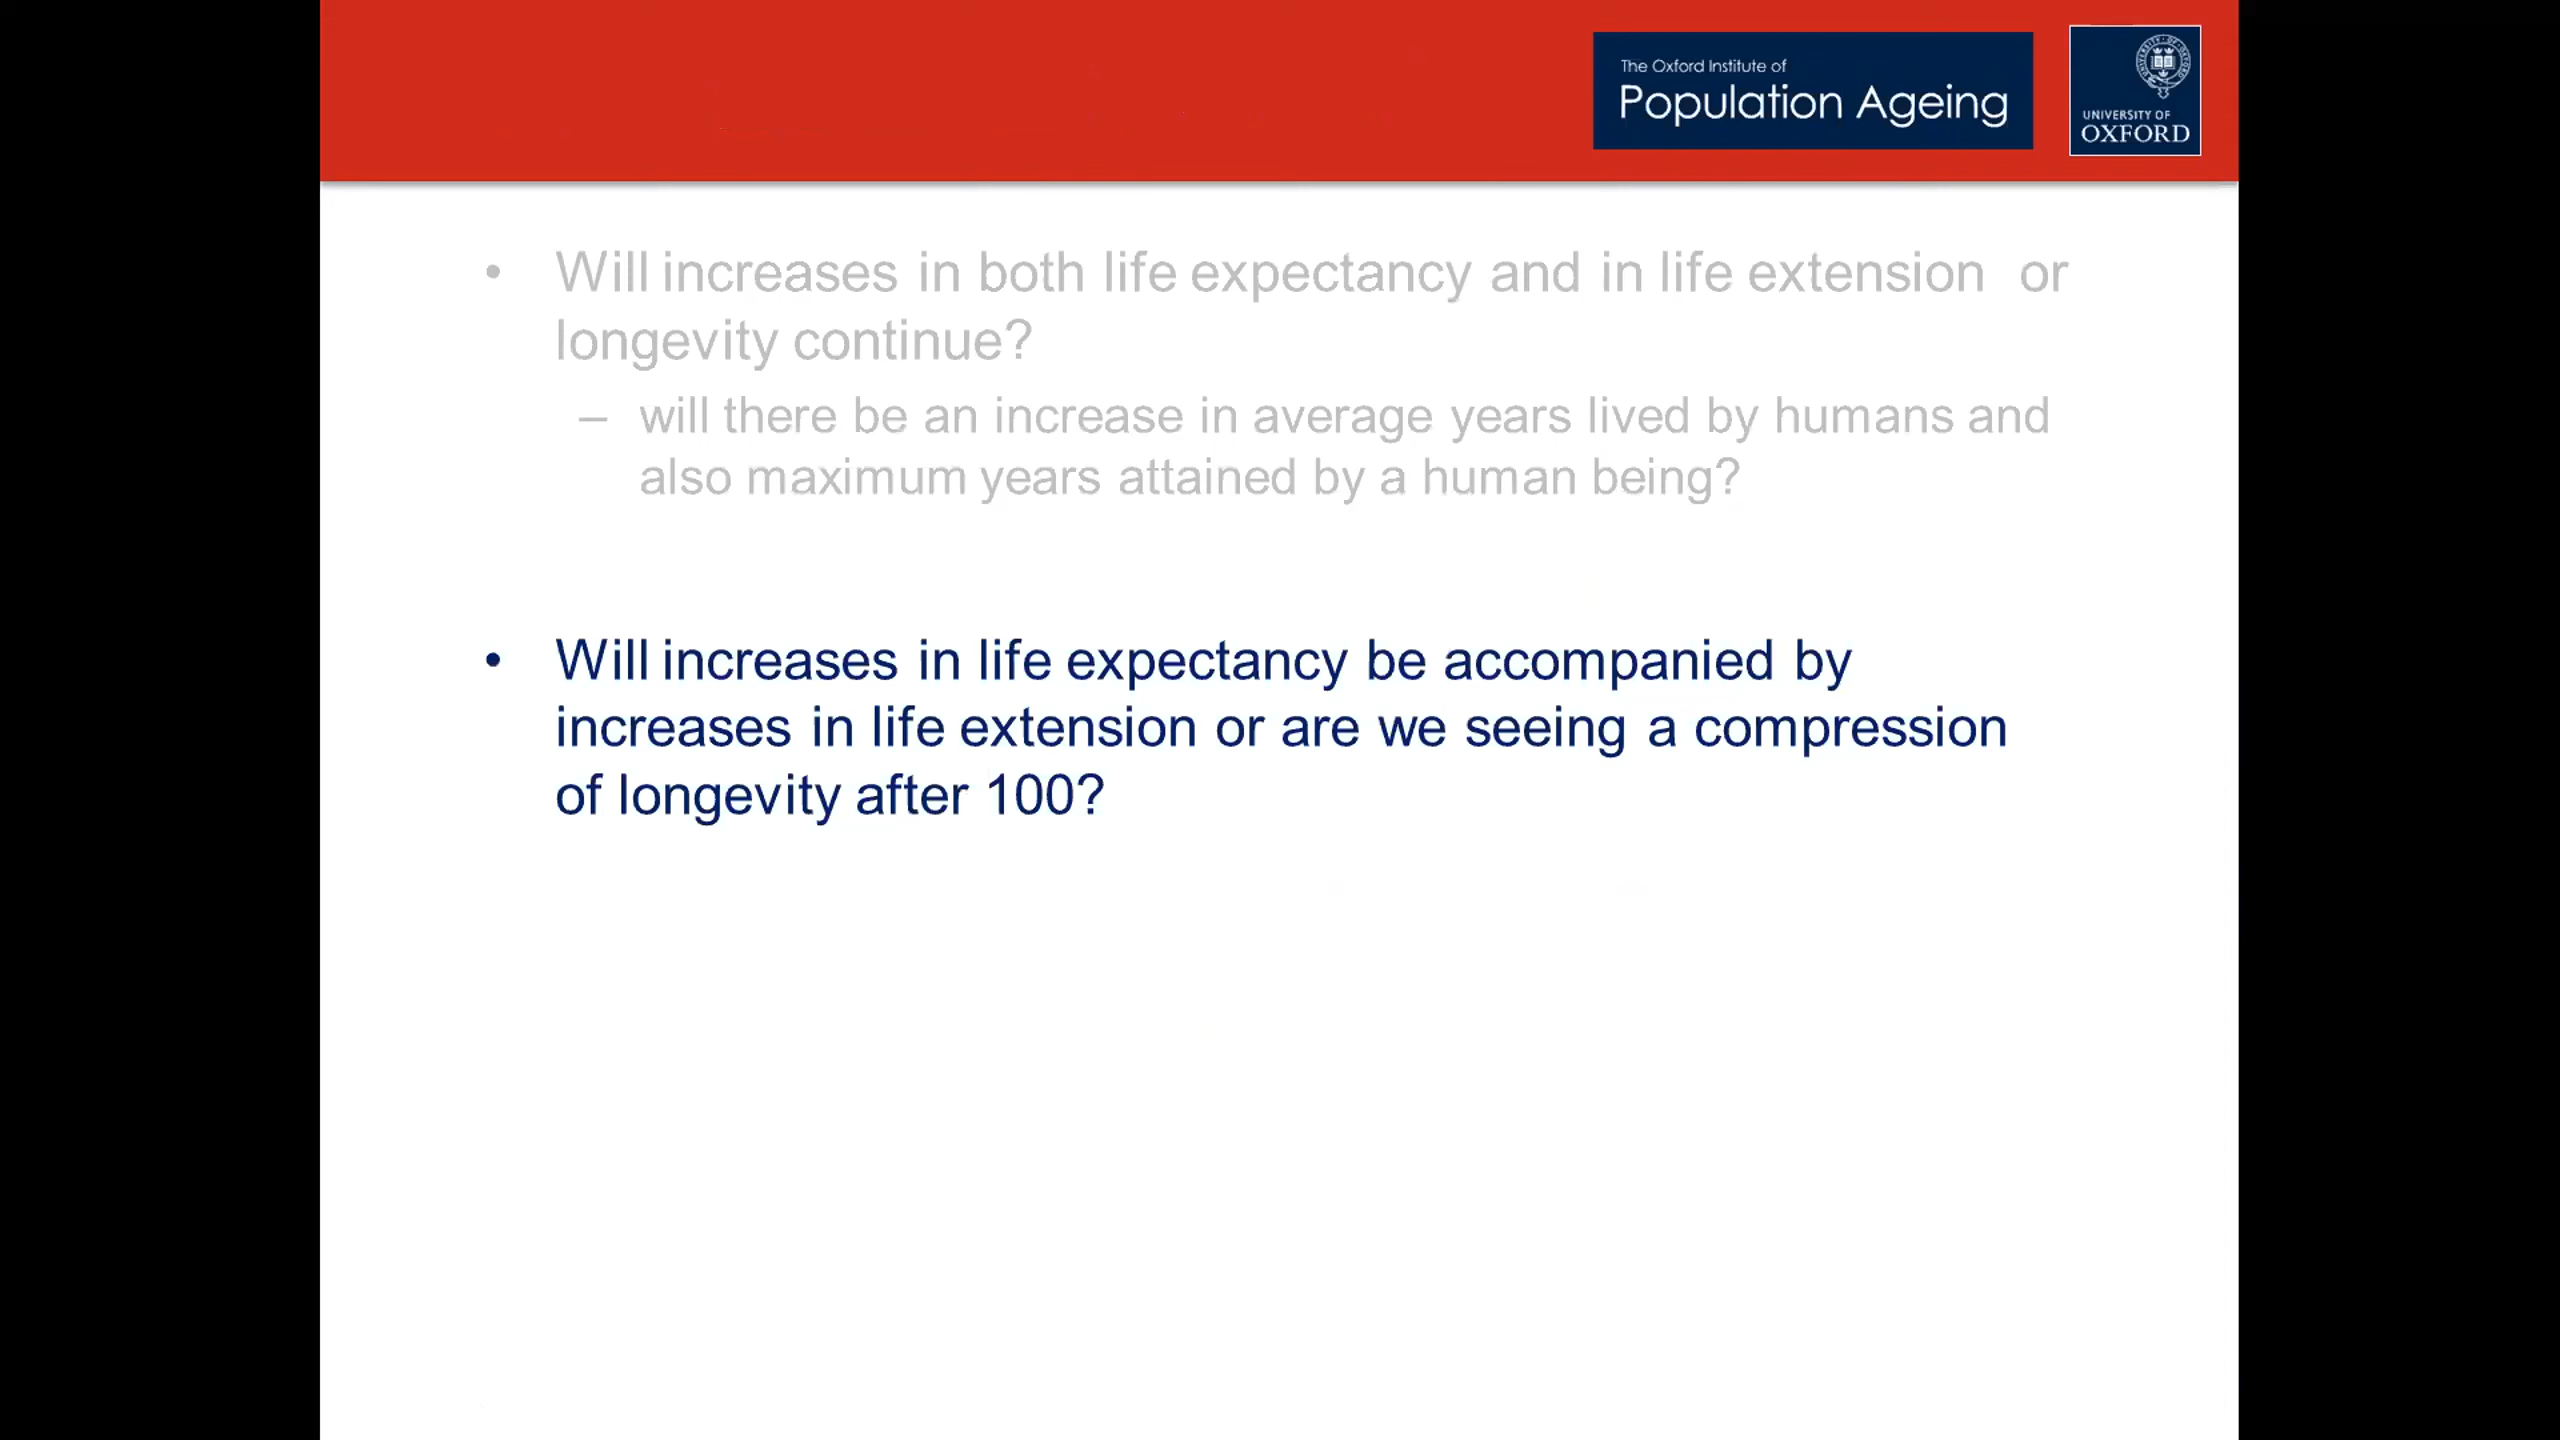 The Oxford Institute of
Population Ageing
UNIVERSITY OF
OXFORD
• Will increases in both life expectancy and in life extension or
longevity continue?
– will there be an increase in average years lived by humans and
also maximum years attained by a human being?
• Will increases in life expectancy be accompanied by
increases in life extension or are we seeing a compression
of longevity after 100?